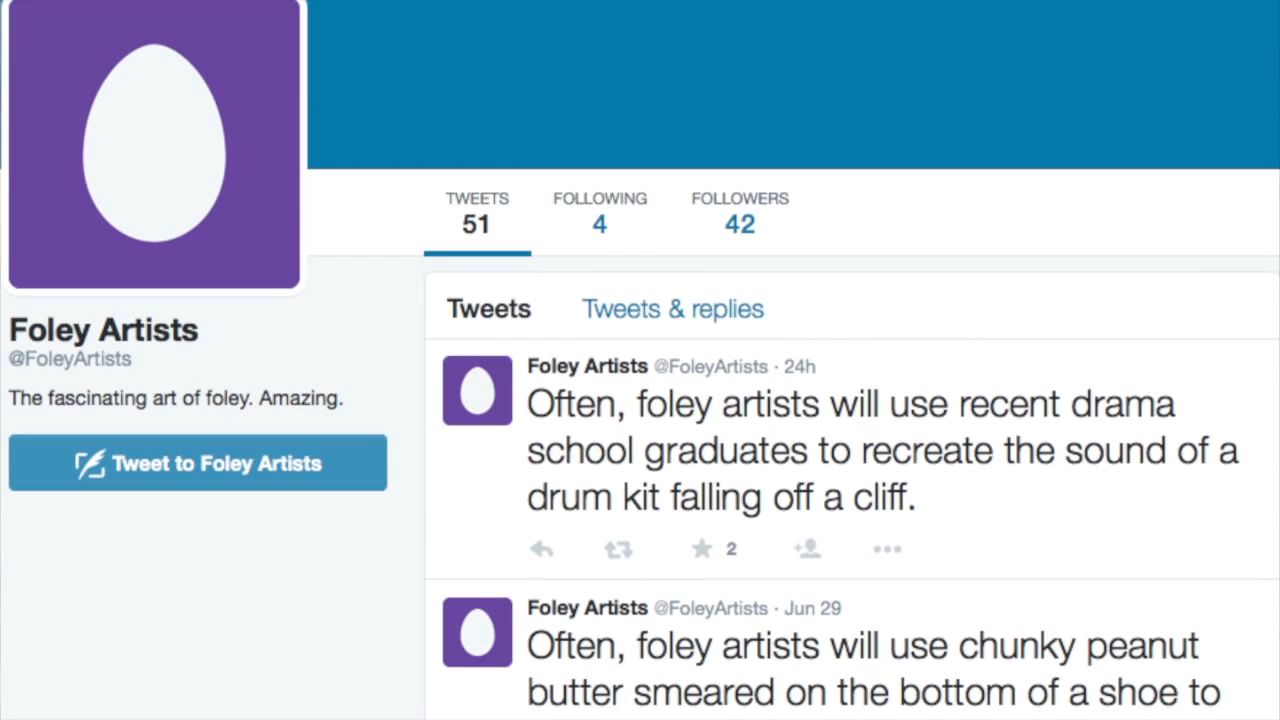 TWEETS FOLLOWING FOLLOWERS
51 4 42
Foley Artists
@FoleyArtists
The fascinating art of foley. Amazing.
Tweet to Foley Artists
Tweets Tweets & replies
Foley Artists @FoleyArtists · 24h
Often, foley artists will use recent drama
school graduates to recreate the sound of a
drum kit falling off a cliff.
2
Foley Artists @FoleyArtists · Jun 29
Often, foley artists will use chunky peanut
butter smeared on the bottom of a shoe to